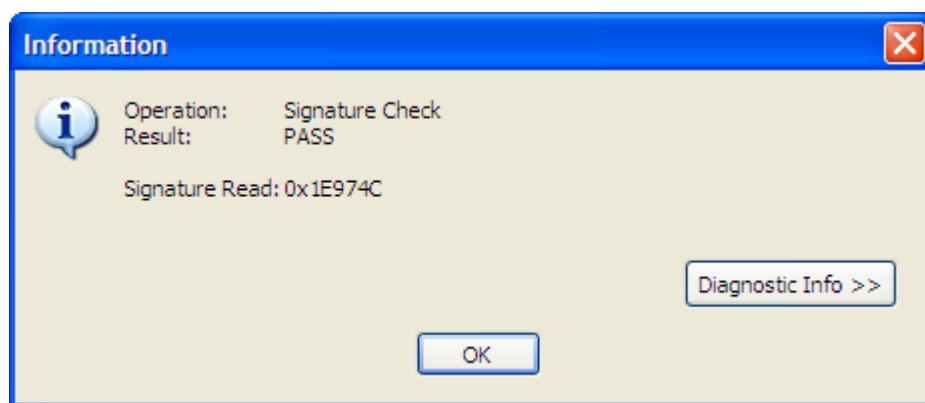 Information
Operation: Signature Check
Result: PASS
Signature Read: 0x1E974C
Diagnostic Info >>
OK